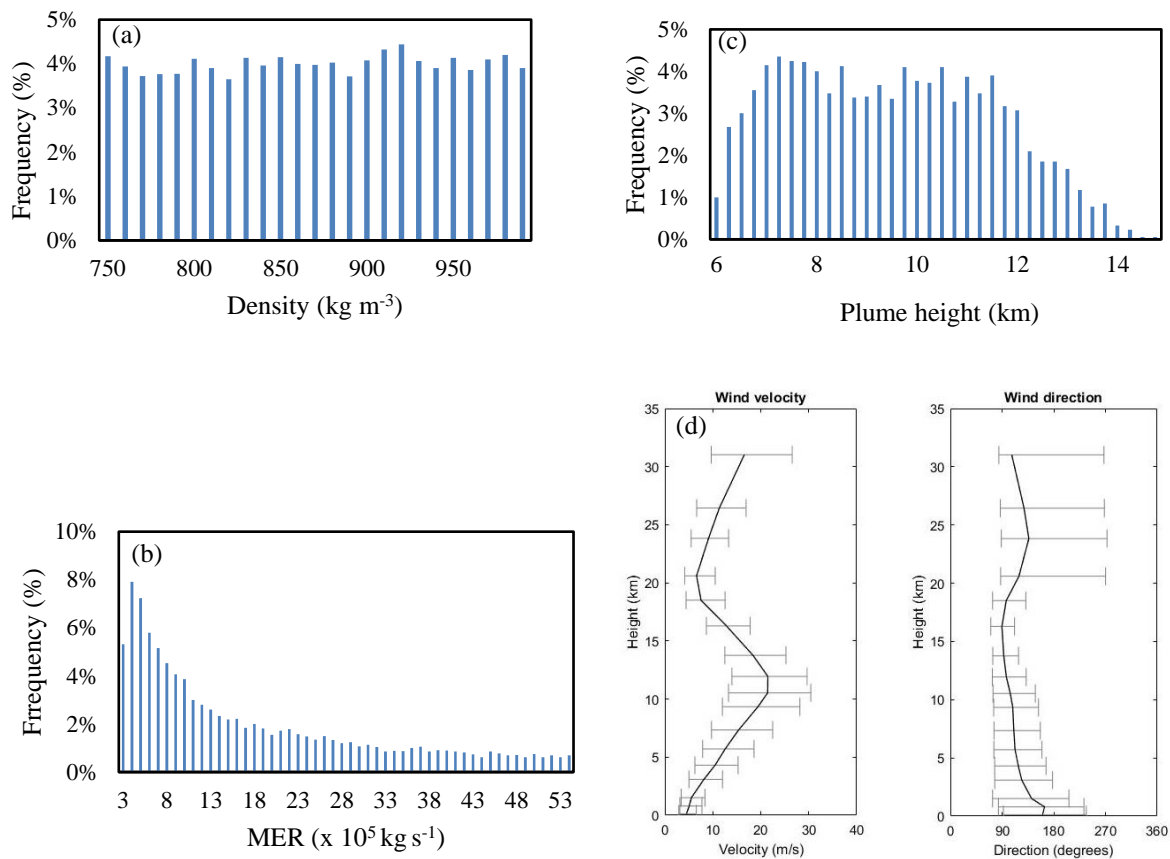 (a)
5%
4%
3%
2%
1%
0%
Frequency (%)
750 800 850 900 950
Density (kg m-3)
(c)
5%
4%
3%
2%
1%
0%
Frequency (%)
6 8 10 12 14
Plume height (km)
(b)
10%
8%
6%
4%
2%
0%
Frrequency (%)
3 8 13 18 23 28 33 38 43 48 53
MER (x 10⁵ kg s-1)
(d)
Wind velocity
35
30
25
20
15
10
5
0
Height (km)
0 10 20 30 40
Velocity (m/s)
Wind direction
35
30
25
20
15
10
5
0
Height (km)
0 90 180 270 360
Direction (degrees)